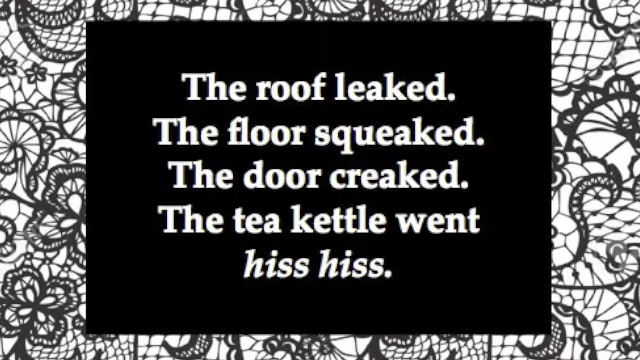 The roof leaked.
The floor squeaked.
The door creaked.
The tea kettle went
hiss hiss.